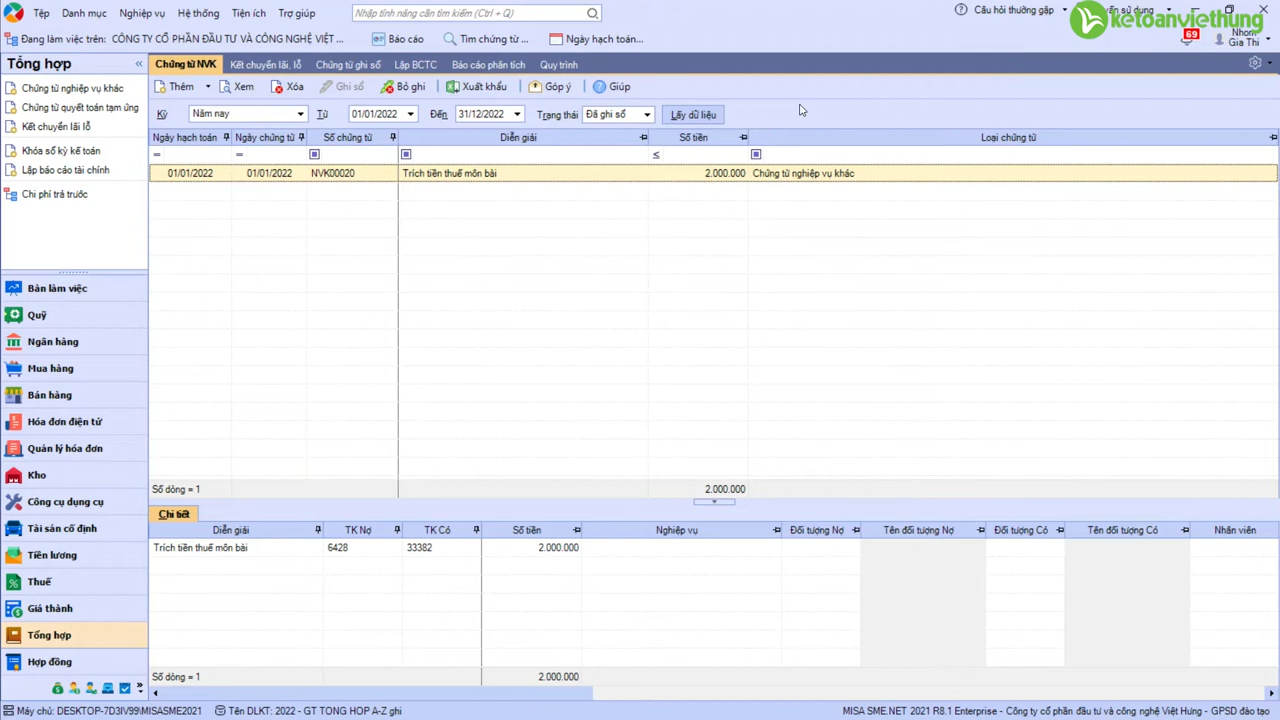 Tệp Danh mục Nghiệp vụ Hệ thống Tiện ích Trợ giúp
Nhập tính năng cần tìm kiếm (Ctrl + Q)
Câu hỏi thường gặp
ketoanviethung
Đang làm việc trên: CÔNG TY CỔ PHẦN ĐẦU TƯ VÀ CÔNG NGHỆ VIỆT ...
Báo cáo Tìm chứng từ ... Ngày hạch toán...
69
Gia Thi
Tổng hợp «
Chứng từ NVK Kết chuyển lãi, lỗ Chứng từ ghi sổ Lập BCTC Báo cáo phân tích Quy trình
Chứng từ nghiệp vụ khác
Chứng từ quyết toán tạm ứng
Kết chuyển lãi lỗ
Khóa sổ kỳ kế toán
Lập báo cáo tài chính
Chi phí trả trước
Thêm Xem Xóa Ghi sổ Bỏ ghi Xuất khẩu Góp ý Giúp
Kỳ Năm nay Từ 01/01/2022 Đến 31/12/2022 Trạng thái Đã ghi sổ Lấy dữ liệu
Ngày hạch toán Ngày chứng từ Số chứng từ Diễn giải Số tiền Loại chứng từ
= = ≤
01/01/2022 01/01/2022 NVK00020 Trích tiền thuế môn bài 2.000.000 Chứng từ nghiệp vụ khác
Số dòng = 1 2.000.000
Bàn làm việc
Quỹ
Ngân hàng
Mua hàng
Bán hàng
Hóa đơn điện tử
Quản lý hóa đơn
Kho
Công cụ dụng cụ
Tài sản cố định
Tiền lương
Thuế
Giá thành
Tổng hợp
Hợp đồng
Chi tiết
Diễn giải TK Nợ TK Có Số tiền Nghiệp vụ Đối tượng Nợ Tên đối tượng Nợ Đối tượng Có Tên đối tượng Có Nhân viên
Trích tiền thuế môn bài 6428 33382 2.000.000
Số dòng = 1 2.000.000
Máy chủ: DESKTOP-7D3IV99\MISASME2021 Tên DLKT: 2022 - GT TONG HOP A-Z ghi
MISA SME.NET 2021 R8.1 Enterprise - Công ty cổ phần đầu tư và công nghệ việt Hưng - GPSD đào tạo